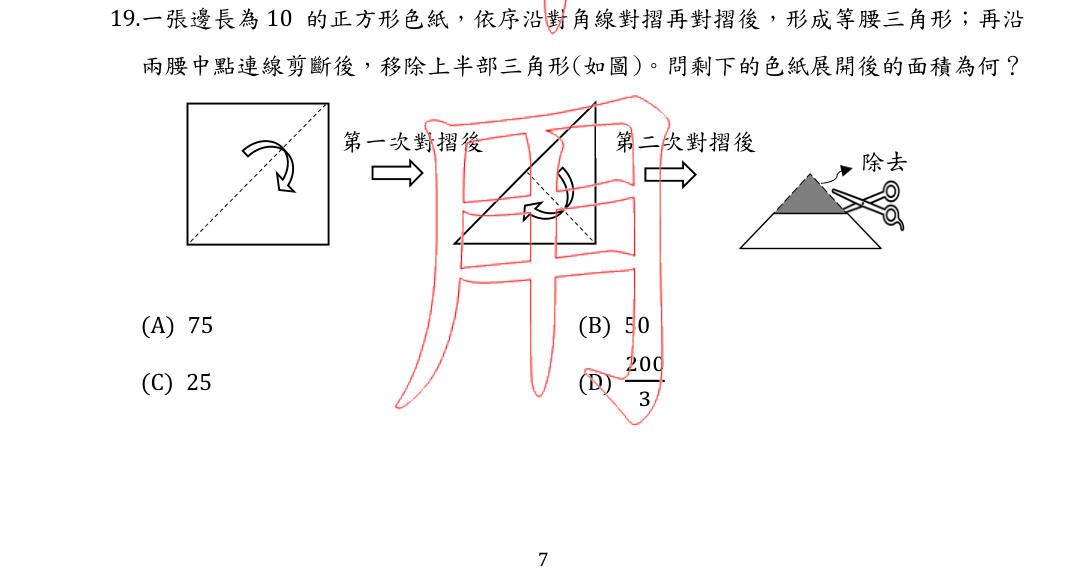 19.一張邊長為 10 的正方形色紙,依序沿對角線對摺再對摺後,形成等腰三角形;再沿
兩腰中點連線剪斷後,移除上半部三角形(如圖)。問剩下的色紙展開後的面積為何?
第一次對摺後
第二次對摺後
除去
(A) 75
(B) 50
(C) 25
(D) 200/3
用
7